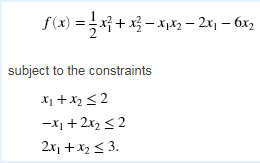 f(x) = 1/2 x₁² + x₂² − x₁x₂ − 2x₁ − 6x₂
subject to the constraints
x₁ + x₂ ≤ 2
−x₁ + 2x₂ ≤ 2
2x₁ + x₂ ≤ 3.